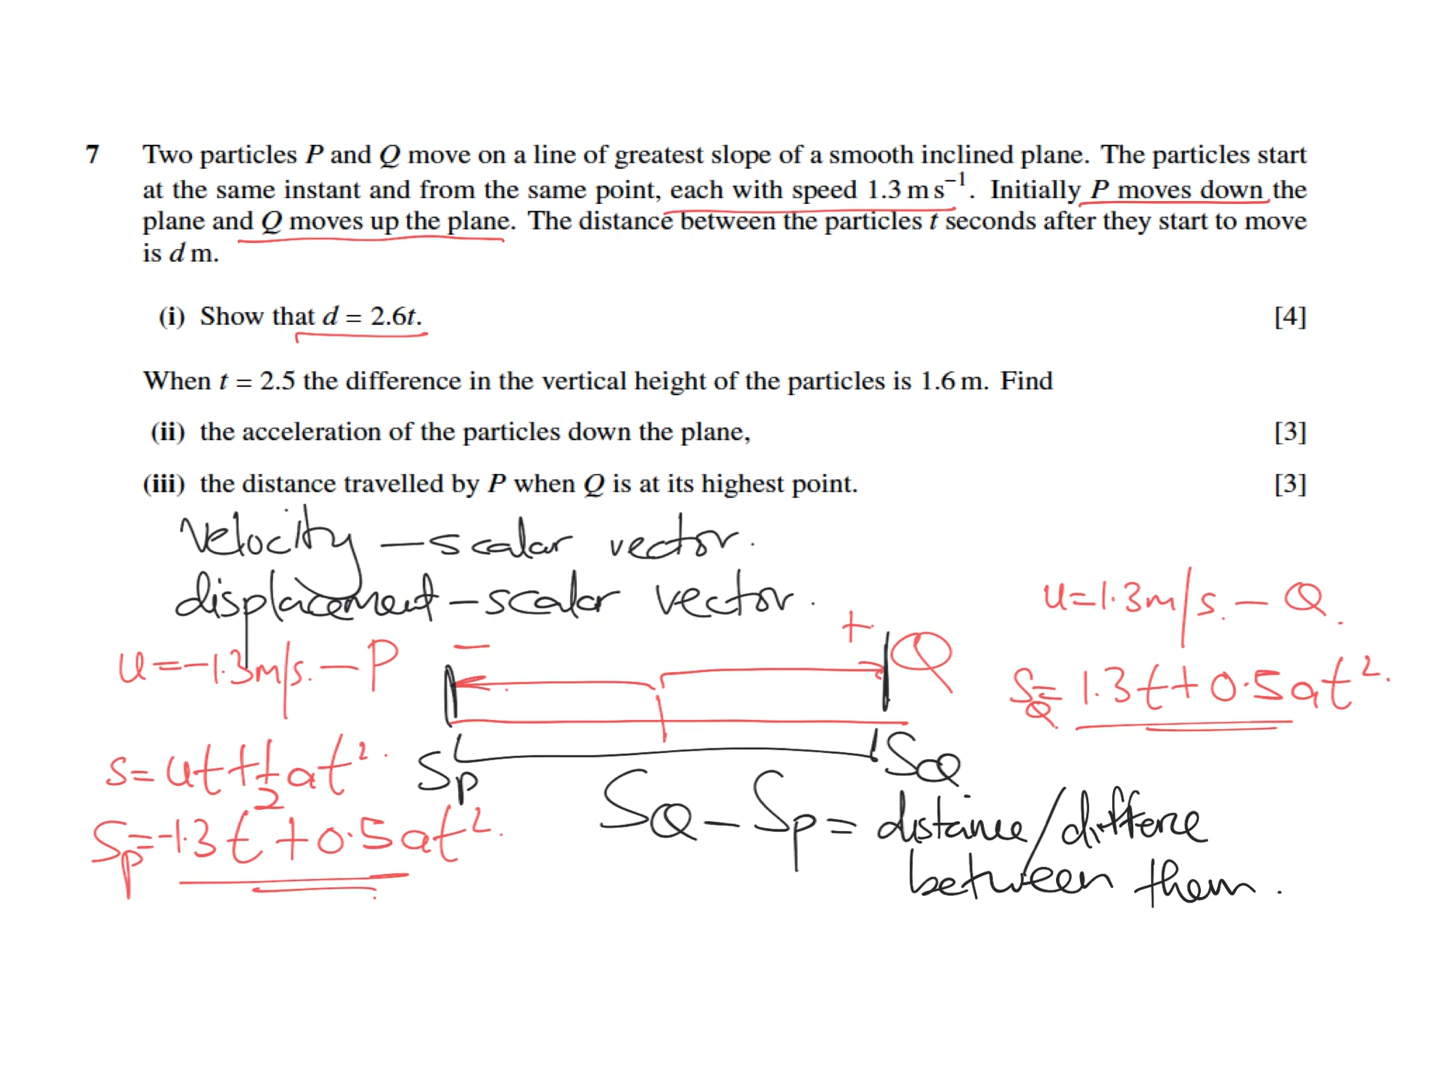 7 Two particles P and Q move on a line of greatest slope of a smooth inclined plane. The particles start
at the same instant and from the same point, each with speed 1.3 m s⁻¹. Initially P moves down the
plane and Q moves up the plane. The distance between the particles t seconds after they start to move
is d m.
(i) Show that d = 2.6t. [4]
When t = 2.5 the difference in the vertical height of the particles is 1.6 m. Find
(ii) the acceleration of the particles down the plane, [3]
(iii) the distance travelled by P when Q is at its highest point. [3]
velocity – scalar vector.
displacement – scalar vector.
u=1.3m/s. – Q.
u=-1.3m/s. – P
– + Q
S_Q= 1.3t+0.5at².
s=ut+½at².
Sp SQ
Sp=-1.3t+0.5at².
SQ – Sp = distance/differe
between them.